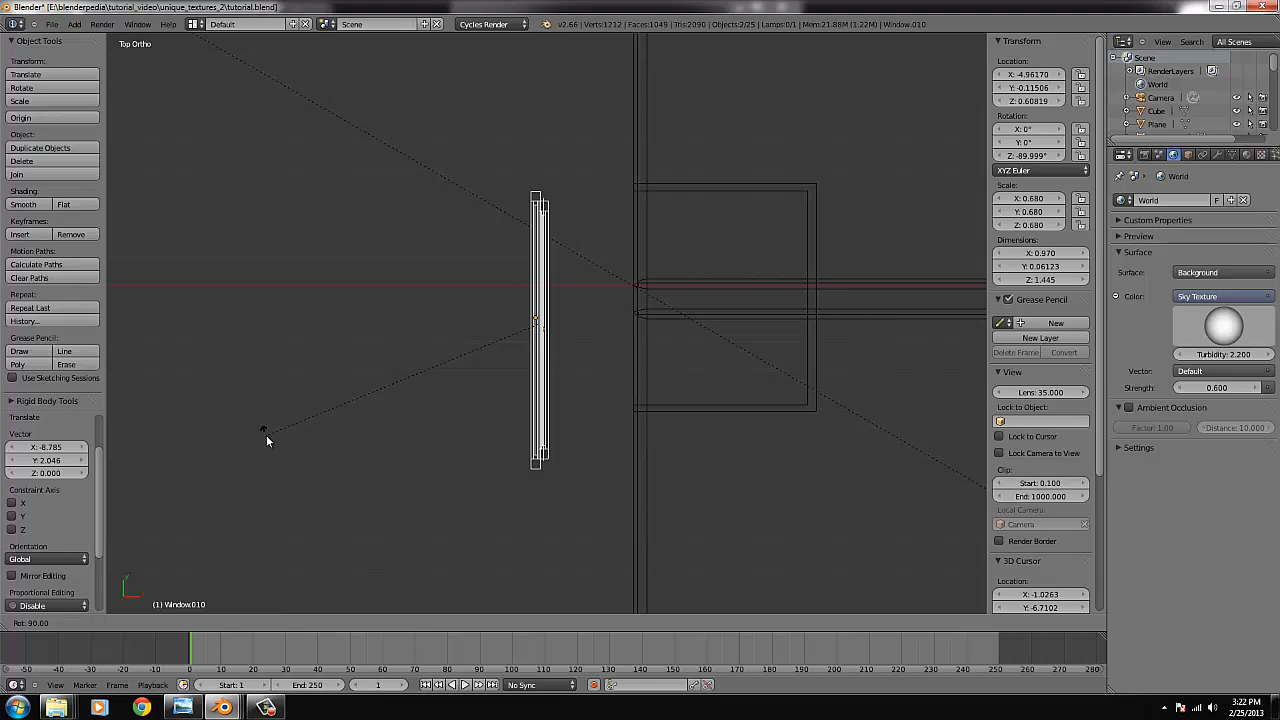 Blender* [E:\blenderpedia\tutorial_video\unique_textures_2\tutorial.blend]
File Add Render Window Help Default Scene Cycles Render v2.66 | Verts:1212 | Faces:1049 | Tris:2090 | Objects:2/25 | Lamps:0/1 | Mem:21.88M (1.22M) | Window.010
Object Tools
Transform:
Translate
Rotate
Scale
Origin
Object:
Duplicate Objects
Delete
Join
Shading:
Smooth Flat
Keyframes:
Insert Remove
Motion Paths:
Calculate Paths
Clear Paths
Repeat:
Repeat Last
History...
Grease Pencil:
Draw Line
Poly Erase
Use Sketching Sessions
Rigid Body Tools
Translate
Vector
X: -8.785
Y: 2.046
Z: 0.000
Constraint Axis
X
Y
Z
Orientation
Global
Mirror Editing
Proportional Editing
Disable
Top Ortho
(1) Window.010
Transform
Location:
X: -4.96170
Y: -0.11506
Z: 0.60819
Rotation:
X: 0°
Y: 0°
Z: -89.999°
XYZ Euler
Scale:
X: 0.680
Y: 0.680
Z: 0.680
Dimensions:
X: 0.970
Y: 0.06123
Z: 1.445
Grease Pencil
New
New Layer
Delete Frame Convert
View
Lens: 35.000
Lock to Object:
Lock to Cursor
Lock Camera to View
Clip:
Start: 0.100
End: 1000.000
Local Camera:
Camera
Render Border
3D Cursor
Location:
X: -1.0263
Y: -6.7102
View Search All Scenes
Scene
RenderLayers
World
Camera
Cube
Plane
World
World F
Custom Properties
Preview
Surface
Surface: Background
Color: Sky Texture
Turbidity: 2.200
Vector: Default
Strength: 0.600
Ambient Occlusion
Factor: 1.00 Distance: 10.000
Settings
Rot: 90.00
-50 -40 -30 -20 -10 0 10 20 30 40 50 60 70 80 90 100 110 120 130 140 150 160 170 180 190 200 210 220 230 240 250 260 270 280
View Marker Frame Playback Start: 1 End: 250 1 No Sync
3:22 PM
2/25/2013